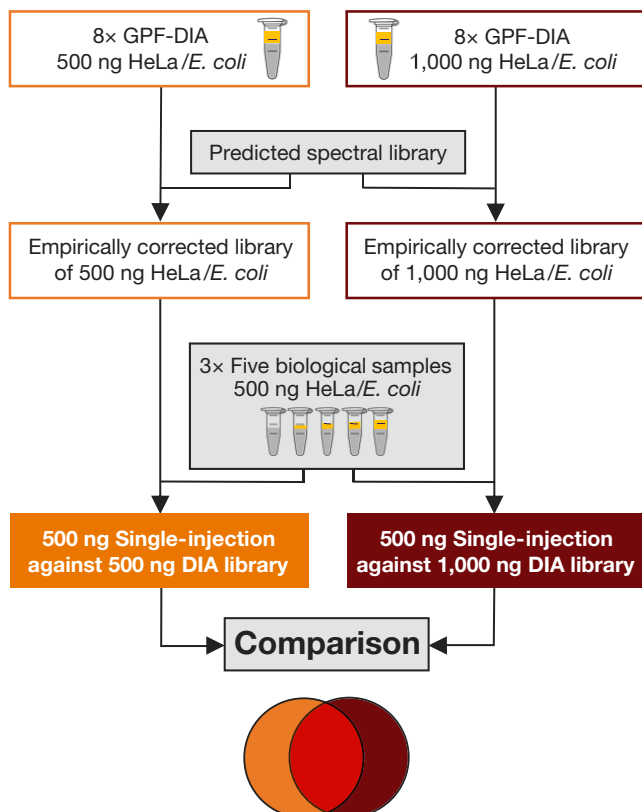 8× GPF-DIA
500 ng HeLa/E. coli
8× GPF-DIA
1,000 ng HeLa/E. coli
Predicted spectral library
Empirically corrected library
of 500 ng HeLa/E. coli
Empirically corrected library
of 1,000 ng HeLa/E. coli
3× Five biological samples
500 ng HeLa/E. coli
500 ng Single-injection
against 500 ng DIA library
500 ng Single-injection
against 1,000 ng DIA library
Comparison